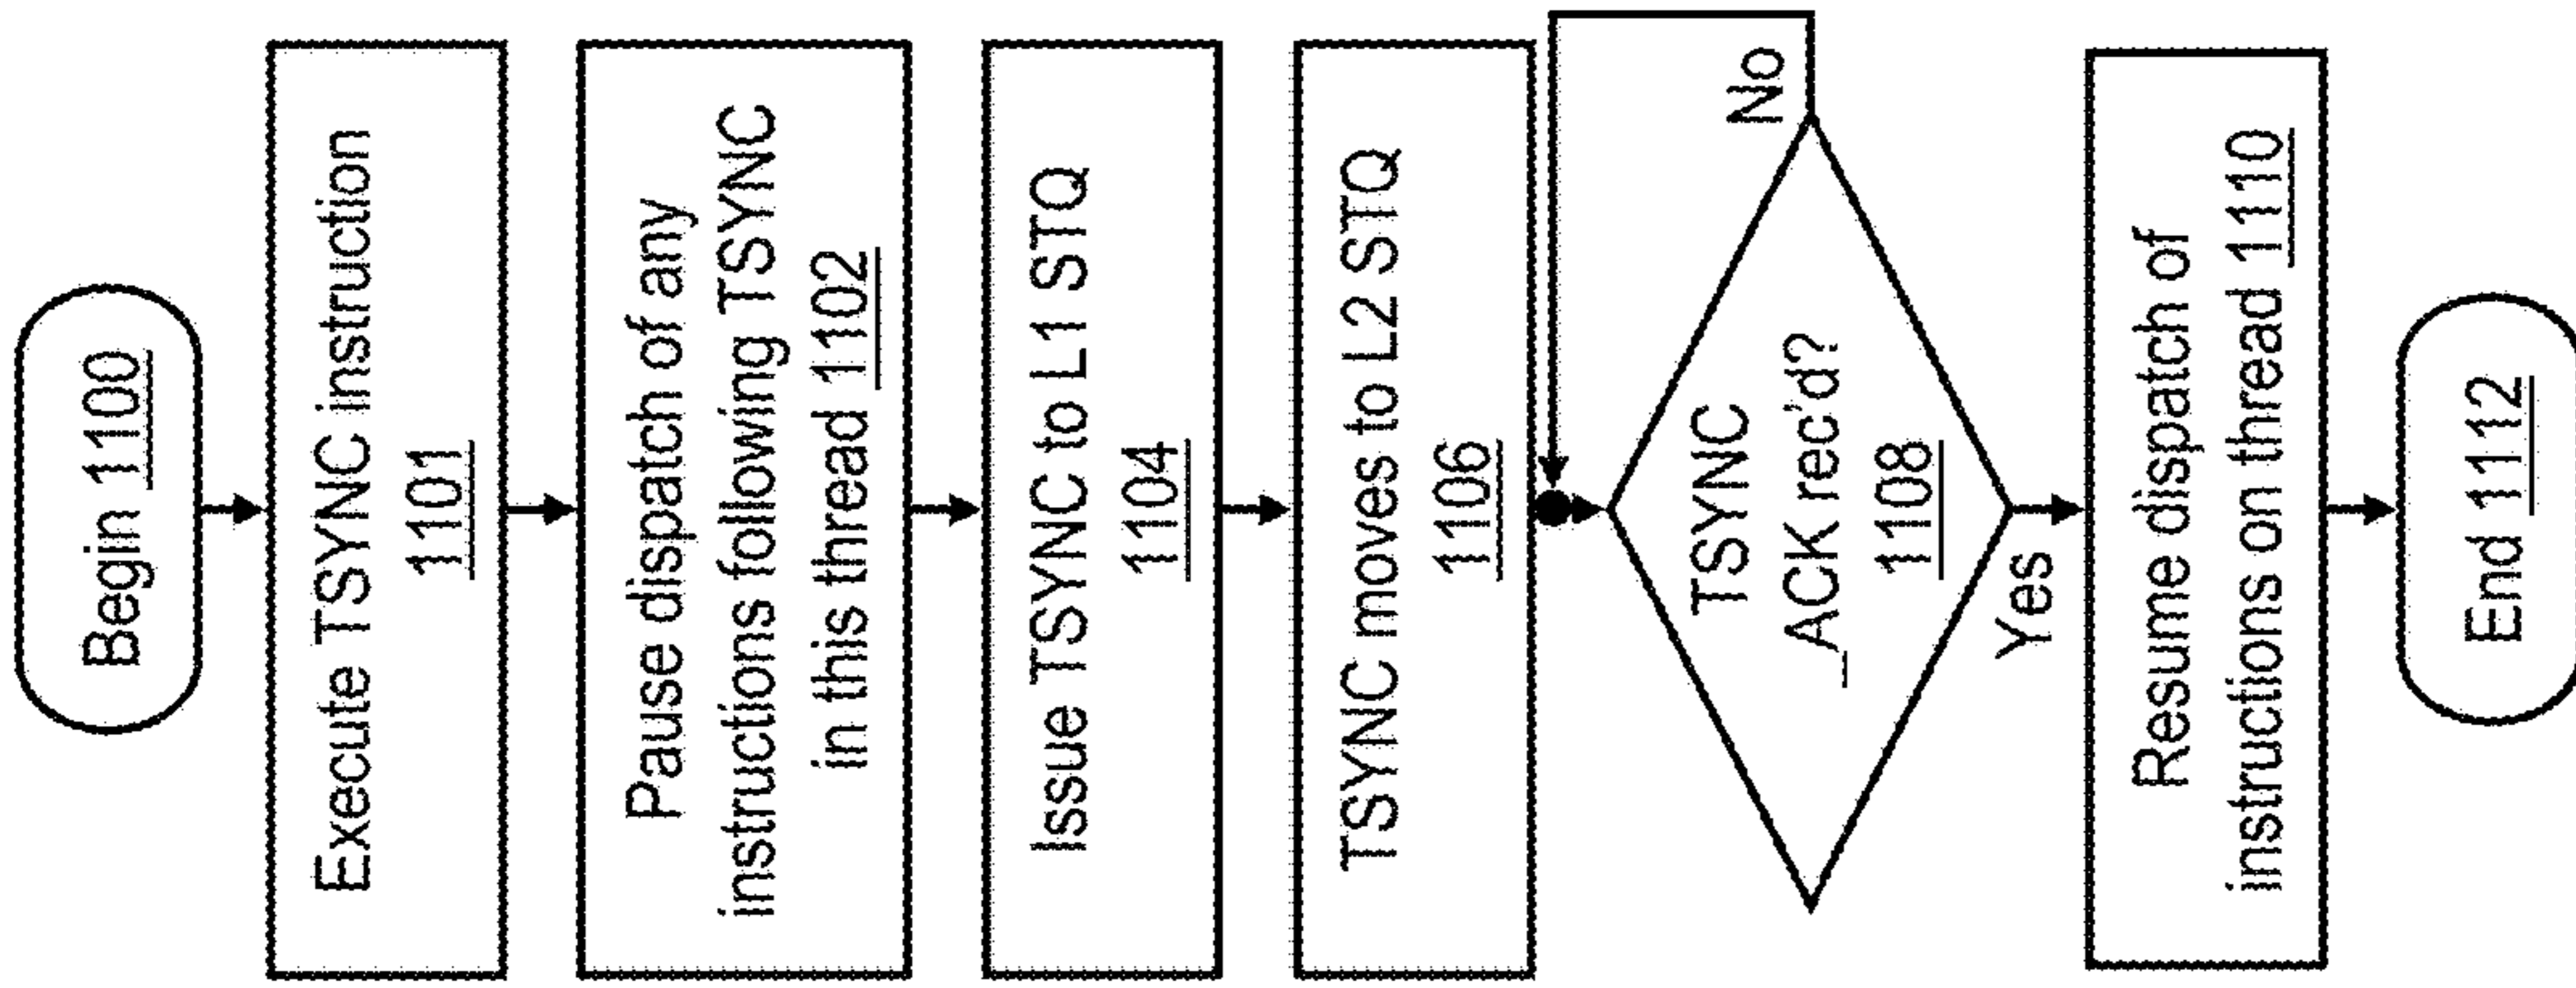 Begin 1100
Execute TSYNC instruction
1101
Pause dispatch of any
instructions following TSYNC
in this thread 1102
Issue TSYNC to L1 STQ
1104
TSYNC moves to L2 STQ
1106
TSYNC
_ACK rec'd?
1108
No
Yes
Resume dispatch of
instructions on thread 1110
End 1112